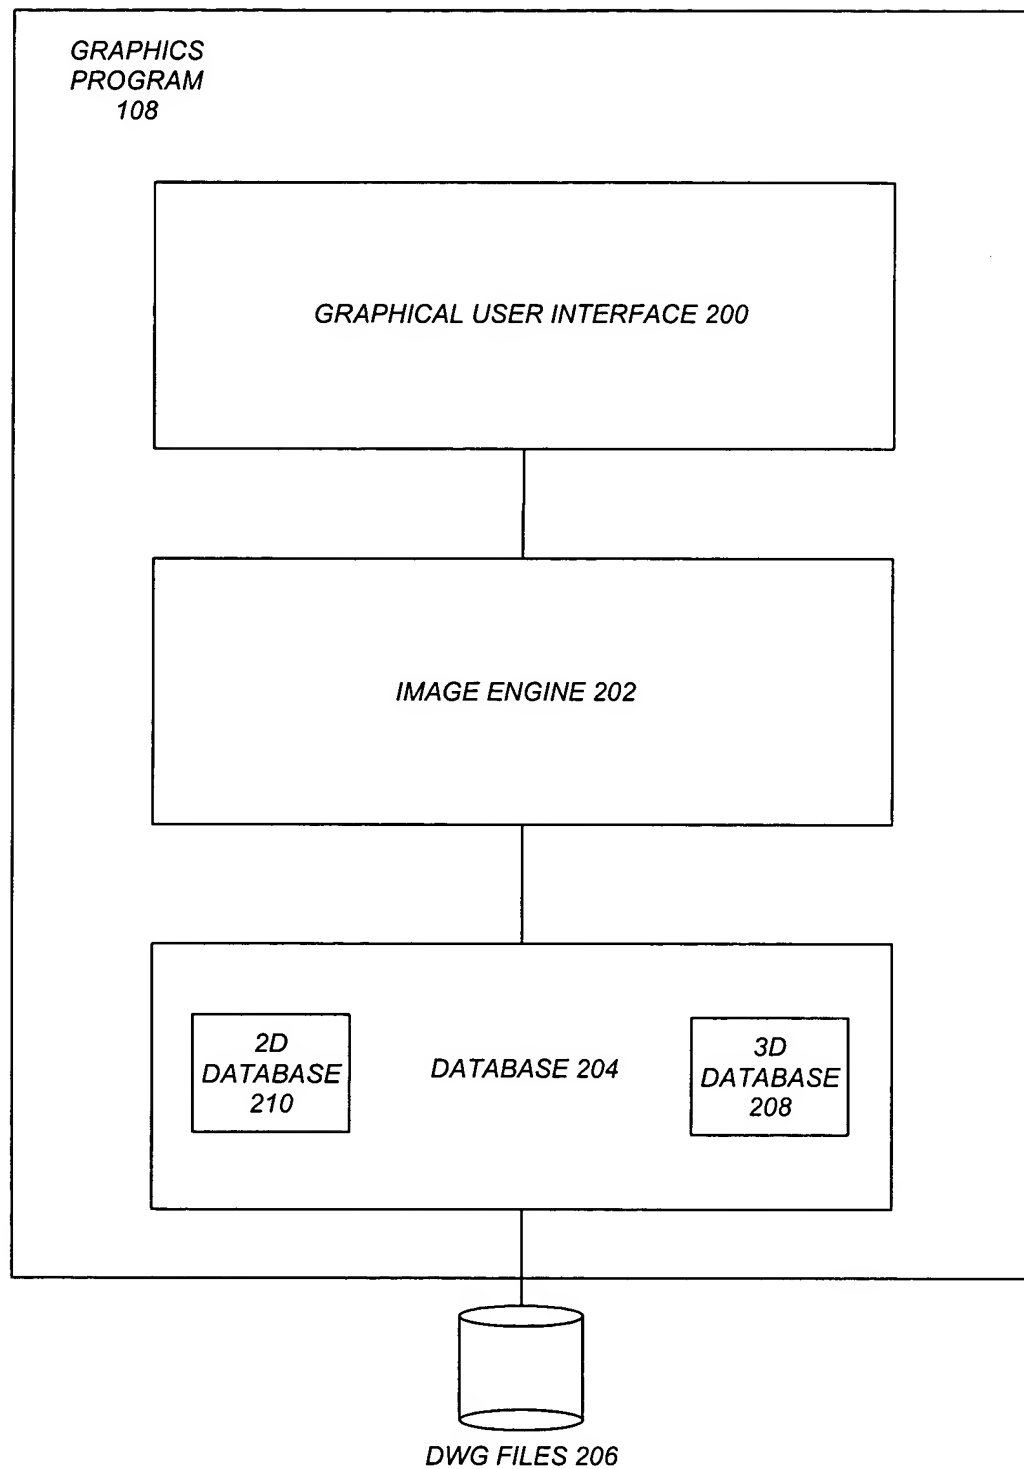 GRAPHICS
PROGRAM
108
GRAPHICAL USER INTERFACE 200
IMAGE ENGINE 202
2D
DATABASE
210
DATABASE 204
3D
DATABASE
208
DWG FILES 206